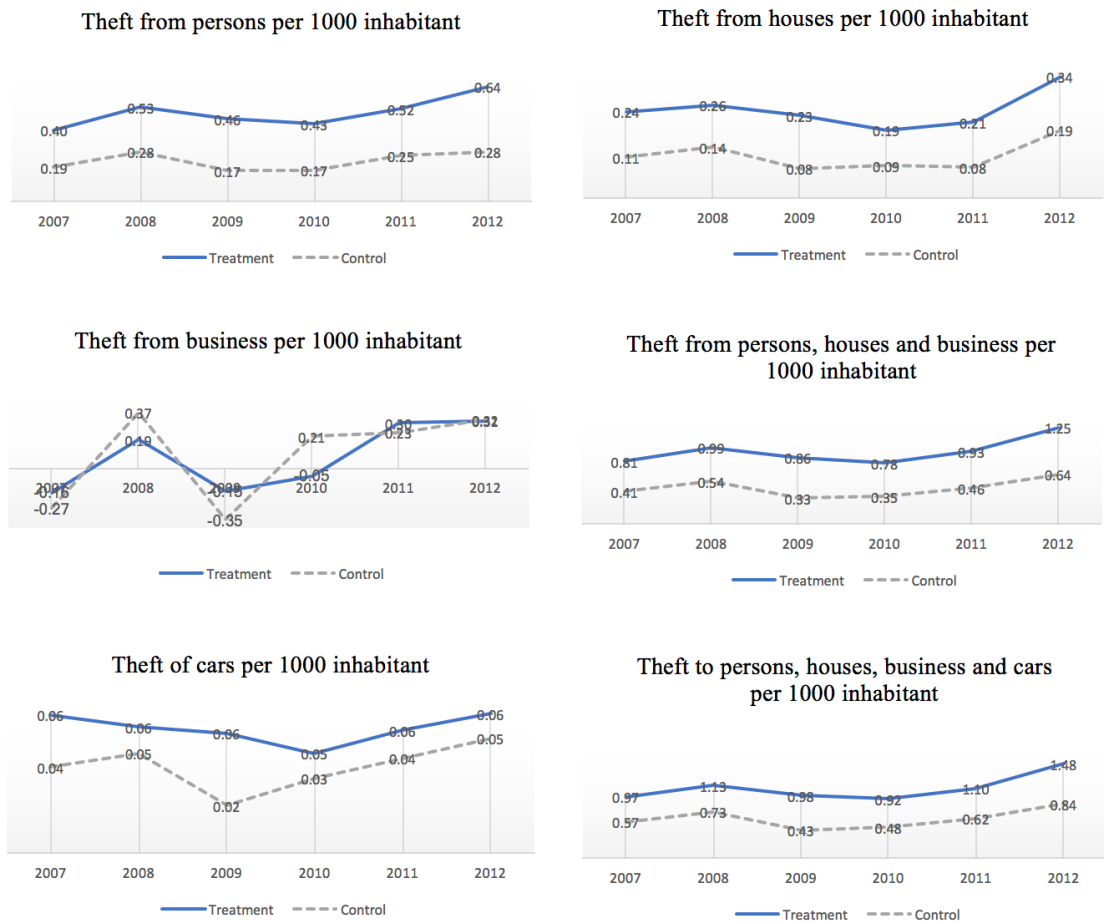 Theft from persons per 1000 inhabitant
0.40 0.53 0.46 0.43 0.52 0.64
0.19 0.28 0.17 0.17 0.25 0.28
2007 2008 2009 2010 2011 2012
Treatment Control
Theft from houses per 1000 inhabitant
0.24 0.26 0.23 0.19 0.21 0.34
0.11 0.14 0.08 0.09 0.08 0.19
2007 2008 2009 2010 2011 2012
Treatment Control
Theft from business per 1000 inhabitant
0.37 0.19 0.21 0.30 0.23
-0.16 2008 -0.05 2010 2011 2012
-0.27 -0.35
Treatment Control
Theft from persons, houses and business per
1000 inhabitant
0.81 0.99 0.86 0.78 0.93 1.25
0.41 0.54 0.33 0.35 0.46 0.64
2007 2008 2009 2010 2011 2012
Treatment Control
Theft of cars per 1000 inhabitant
0.06 0.06 0.06 0.05 0.06 0.06
0.04 0.05 0.02 0.03 0.04 0.05
2007 2008 2009 2010 2011 2012
Treatment Control
Theft to persons, houses, business and cars
per 1000 inhabitant
0.97 1.13 0.98 0.92 1.10 1.48
0.57 0.73 0.43 0.48 0.62 0.84
2007 2008 2009 2010 2011 2012
Treatment Control